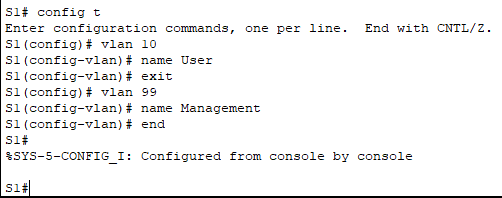 S1# config t
Enter configuration commands, one per line.  End with CNTL/Z.
S1(config)# vlan 10
S1(config-vlan)# name User
S1(config-vlan)# exit
S1(config)# vlan 99
S1(config-vlan)# name Management
S1(config-vlan)# end
S1#
%SYS-5-CONFIG_I: Configured from console by console
S1#